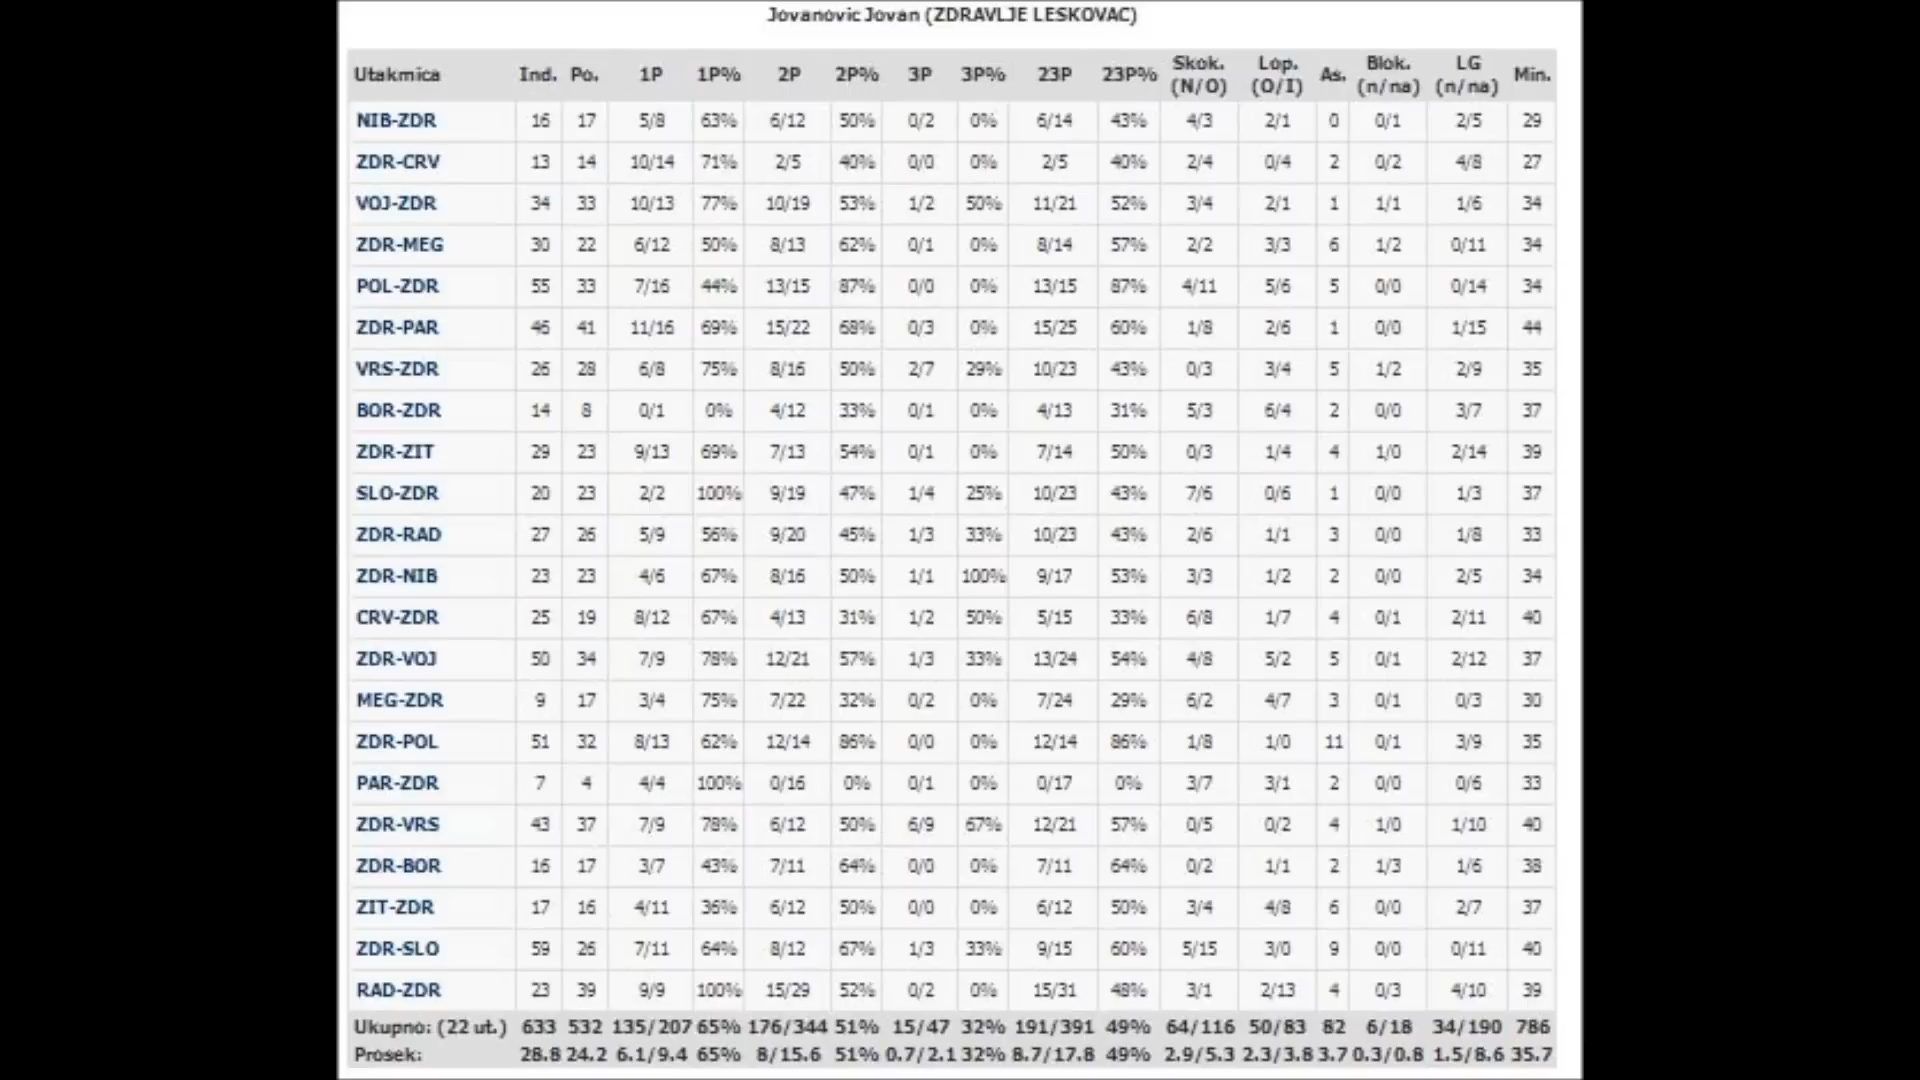 Jovanovic Jovan (ZDRAVLJE LESKOVAC)
Utakmica Ind. Po. 1P 1P% 2P 2P% 3P 3P% 23P 23P% Skok. (N/O) Lop. (O/I) As. Blok. (n/na) LG (n/na) Min.
NIB-ZDR 16 17 5/8 63% 6/12 50% 0/2 0% 6/14 43% 4/3 2/1 0 0/1 2/5 29
ZDR-CRV 13 14 10/14 71% 2/5 40% 0/0 0% 2/5 40% 2/4 0/4 2 0/2 4/8 27
VOJ-ZDR 34 33 10/13 77% 10/19 53% 1/2 50% 11/21 52% 3/4 2/1 1 1/1 1/6 34
ZDR-MEG 30 22 6/12 50% 8/13 62% 0/1 0% 8/14 57% 2/2 3/3 6 1/2 0/11 34
POL-ZDR 55 33 7/16 44% 13/15 87% 0/0 0% 13/15 87% 4/11 5/6 5 0/0 0/14 34
ZDR-PAR 46 41 11/16 69% 15/22 68% 0/3 0% 15/25 60% 1/8 2/6 1 0/0 1/15 44
VRS-ZDR 26 28 6/8 75% 8/16 50% 2/7 29% 10/23 43% 0/3 3/4 5 1/2 2/9 35
BOR-ZDR 14 8 0/1 0% 4/12 33% 0/1 0% 4/13 31% 5/3 6/4 2 0/0 3/7 37
ZDR-ZIT 29 23 9/13 69% 7/13 54% 0/1 0% 7/14 50% 0/3 1/4 4 1/0 2/14 39
SLO-ZDR 20 23 2/2 100% 9/19 47% 1/4 25% 10/23 43% 7/6 0/6 1 0/0 1/3 37
ZDR-RAD 27 26 5/9 56% 9/20 45% 1/3 33% 10/23 43% 2/6 1/1 3 0/0 1/8 33
ZDR-NIB 23 23 4/6 67% 8/16 50% 1/1 100% 9/17 53% 3/3 1/2 2 0/0 2/5 34
CRV-ZDR 25 19 8/12 67% 4/13 31% 1/2 50% 5/15 33% 6/8 1/7 4 0/1 2/11 40
ZDR-VOJ 50 34 7/9 78% 12/21 57% 1/3 33% 13/24 54% 4/8 5/2 5 0/1 2/12 37
MEG-ZDR 9 17 3/4 75% 7/22 32% 0/2 0% 7/24 29% 6/2 4/7 3 0/1 0/3 30
ZDR-POL 51 32 8/13 62% 12/14 86% 0/0 0% 12/14 86% 1/8 1/0 11 0/1 3/9 35
PAR-ZDR 7 4 4/4 100% 0/16 0% 0/1 0% 0/17 0% 3/7 3/1 2 0/0 0/6 33
ZDR-VRS 43 37 7/9 78% 6/12 50% 6/9 67% 12/21 57% 0/5 0/2 4 1/0 1/10 40
ZDR-BOR 16 17 3/7 43% 7/11 64% 0/0 0% 7/11 64% 0/2 1/1 2 1/3 1/6 38
ZIT-ZDR 17 16 4/11 36% 6/12 50% 0/0 0% 6/12 50% 3/4 4/8 6 0/0 2/7 37
ZDR-SLO 59 26 7/11 64% 8/12 67% 1/3 33% 9/15 60% 5/15 3/0 9 0/0 0/11 40
RAD-ZDR 23 39 9/9 100% 15/29 52% 0/2 0% 15/31 48% 3/1 2/13 4 0/3 4/10 39
Ukupno: (22 ut.) 633 532 135/207 65% 176/344 51% 15/47 32% 191/391 49% 64/116 50/83 82 6/18 34/190 786
Prosek: 28.8 24.2 6.1/9.4 65% 8/15.6 51% 0.7/2.1 32% 8.7/17.8 49% 2.9/5.3 2.3/3.8 3.7 0.3/0.8 1.5/8.6 35.7